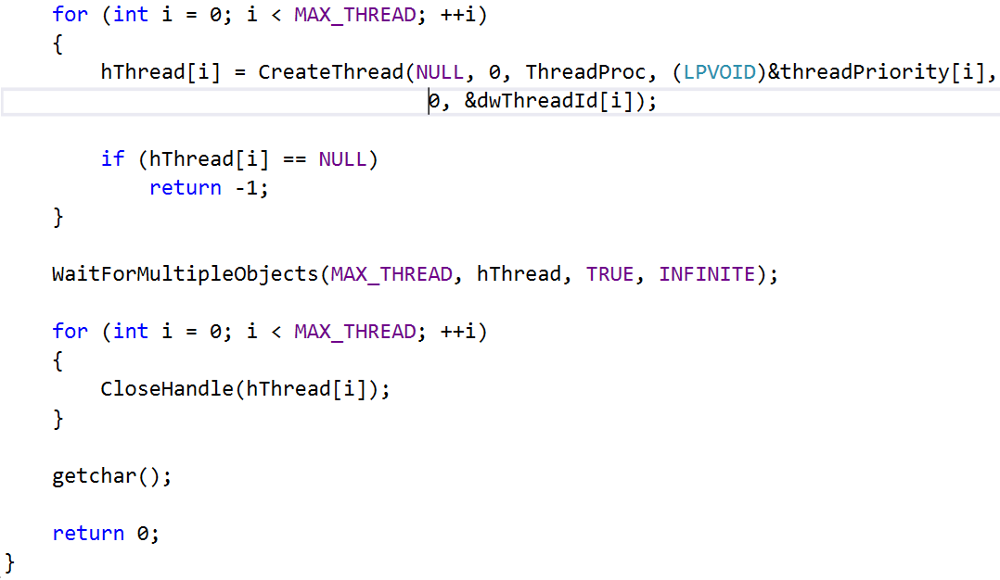 for (int i = 0; i < MAX_THREAD; ++i)
{
hThread[i] = CreateThread(NULL, 0, ThreadProc, (LPVOID)&threadPriority[i],
0, &dwThreadId[i]);
if (hThread[i] == NULL)
return -1;
}
WaitForMultipleObjects(MAX_THREAD, hThread, TRUE, INFINITE);
for (int i = 0; i < MAX_THREAD; ++i)
{
CloseHandle(hThread[i]);
}
getchar();
return 0;
}